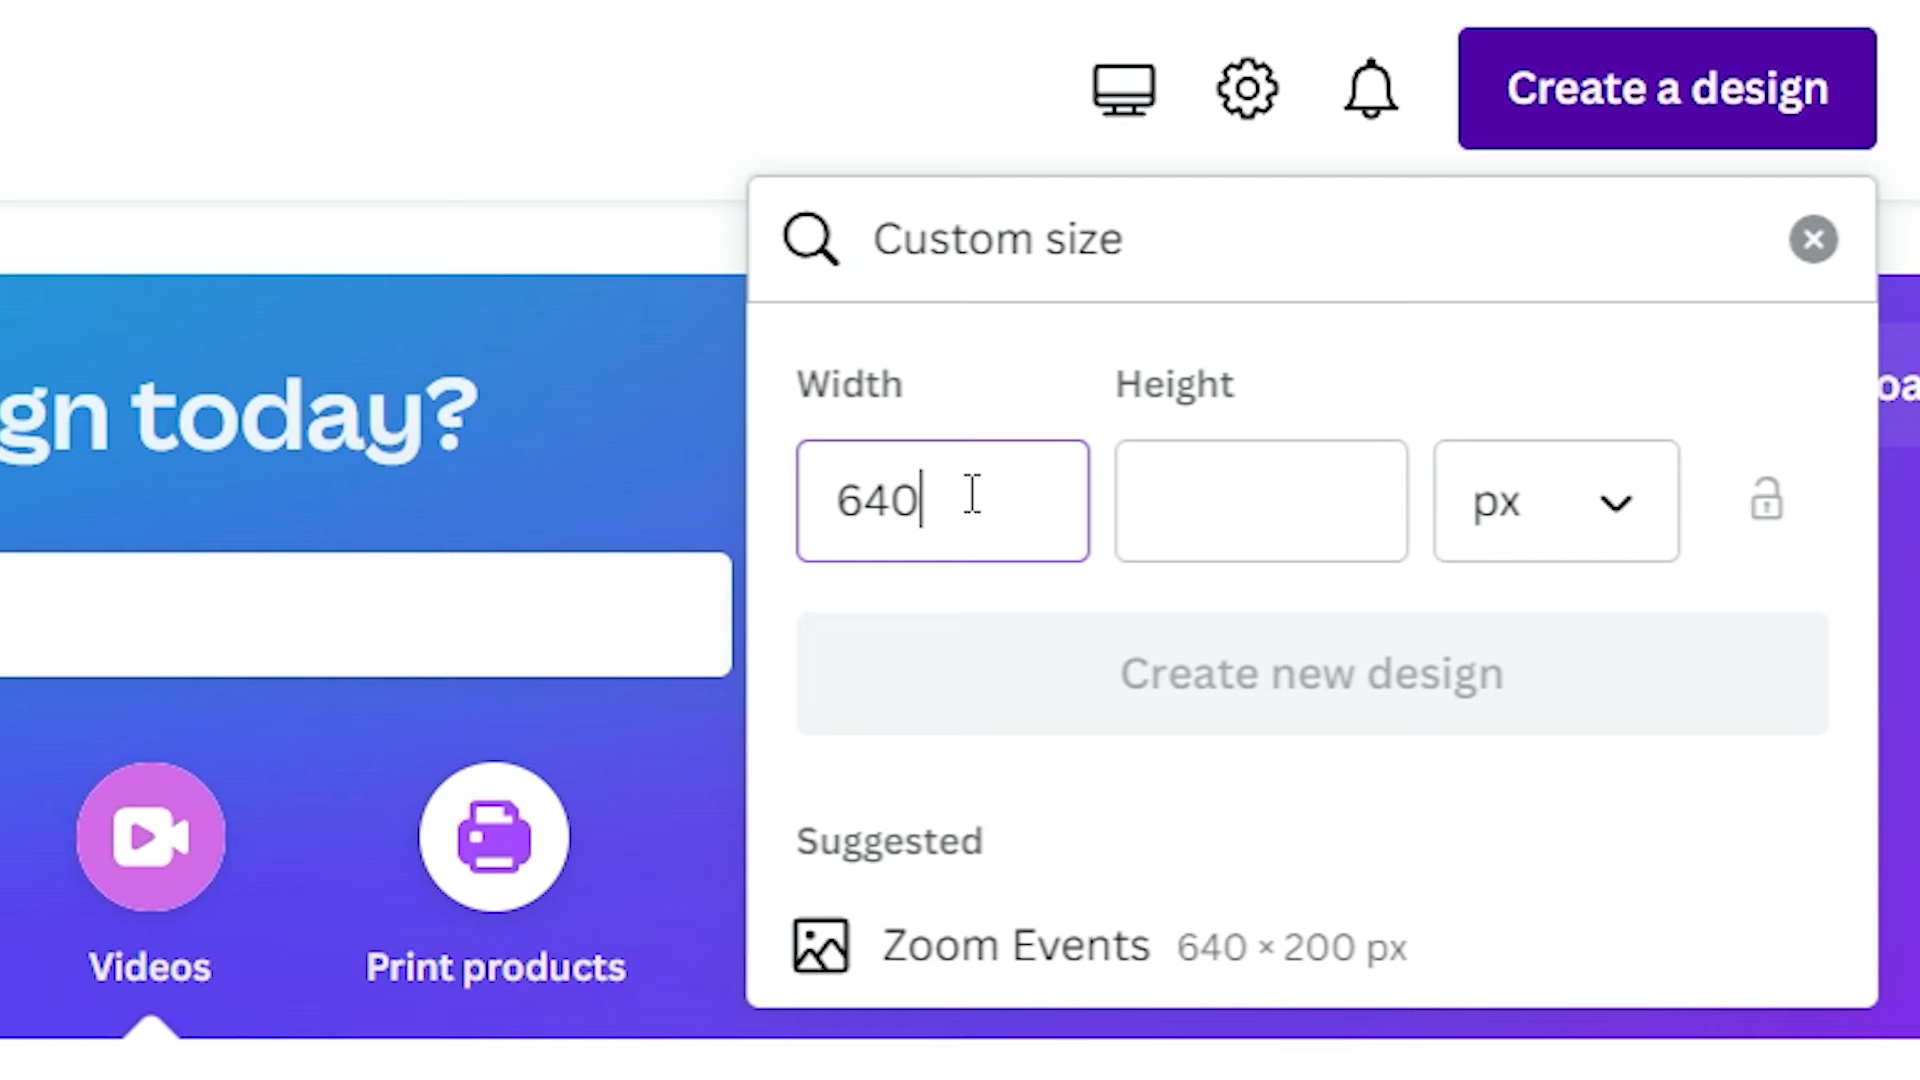 Create a design
Custom size
gn today?
Width
Height
oa
640
px
Create new design
Suggested
Zoom Events 640 × 200 px
Videos
Print products